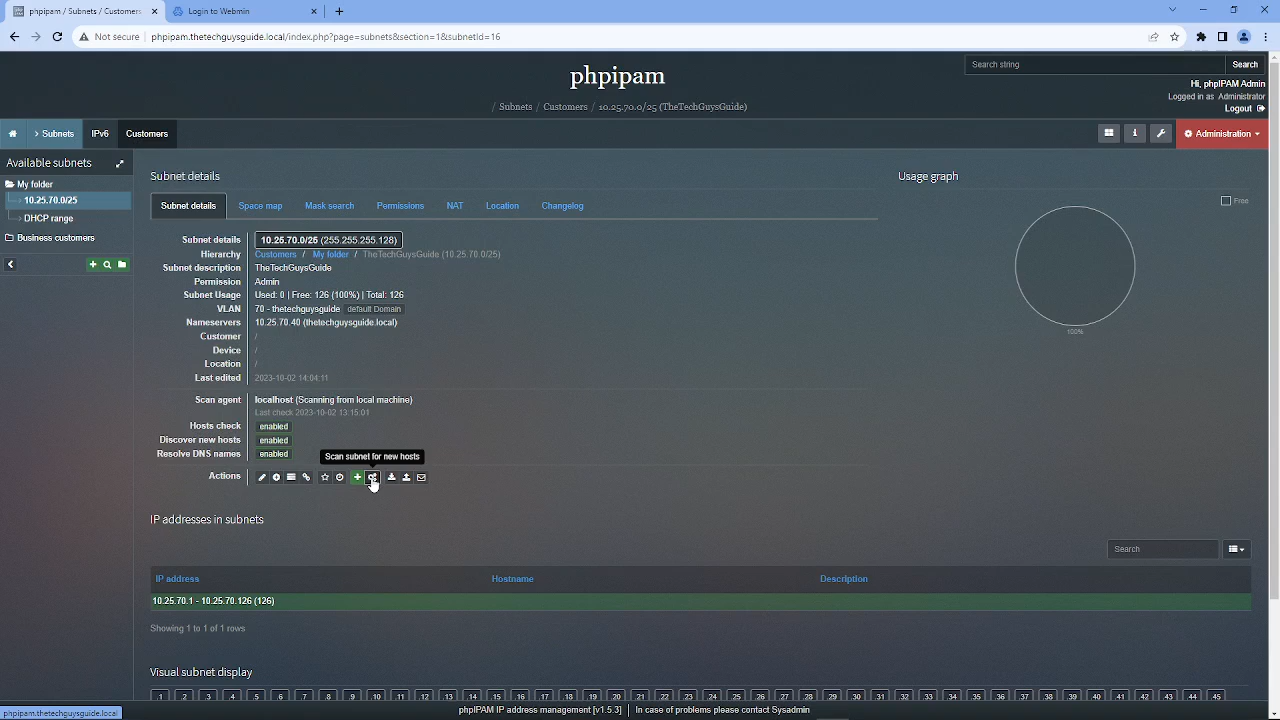 phpipam / Subnets / Customers
Login to Webmin
Not secure
phpipam.thetechguysguide.local/index.php?page=subnets&section=1&subnetId=16
phpipam
Search string
Search
Hi, phpIPAM Admin
Logged in as Administrator
Logout
/ Subnets / Customers / 10.25.70.0/25 (TheTechGuysGuide)
> Subnets
IPv6
Customers
Administration
Available subnets
My folder
10.25.70.0/25
DHCP range
Business customers
Subnet details
Usage graph
Subnet details
Space map
Mask search
Permissions
NAT
Location
Changelog
Free
100%
Subnet details 10.25.70.0/25 (255.255.255.128)
Hierarchy Customers / My folder / TheTechGuysGuide (10.25.70.0/25)
Subnet description TheTechGuysGuide
Permission Admin
Subnet Usage Used: 0 | Free: 126 (100%) | Total: 126
VLAN 70 - thetechguysguide default Domain
Nameservers 10.25.70.40 (thetechguysguide.local)
Customer /
Device /
Location /
Last edited 2023-10-02 14:04:11
Scan agent localhost (Scanning from local machine)
Last check 2023-10-02 13:15:01
Hosts check enabled
Discover new hosts enabled
Resolve DNS names enabled
Scan subnet for new hosts
Actions
IP addresses in subnets
Search
IP address Hostname Description
10.25.70.1 - 10.25.70.126 (126)
Showing 1 to 1 of 1 rows
Visual subnet display
.1 .2 .3 .4 .5 .6 .7 .8 .9 .10 .11 .12 .13 .14 .15 .16 .17 .18 .19 .20 .21 .22 .23 .24 .25 .26 .27 .28 .29 .30 .31 .32 .33 .34 .35 .36 .37 .38 .39 .40 .41 .42 .43 .44 .45
phpipam.thetechguysguide.local
phpIPAM IP address management [v1.5.3] | In case of problems please contact Sysadmin